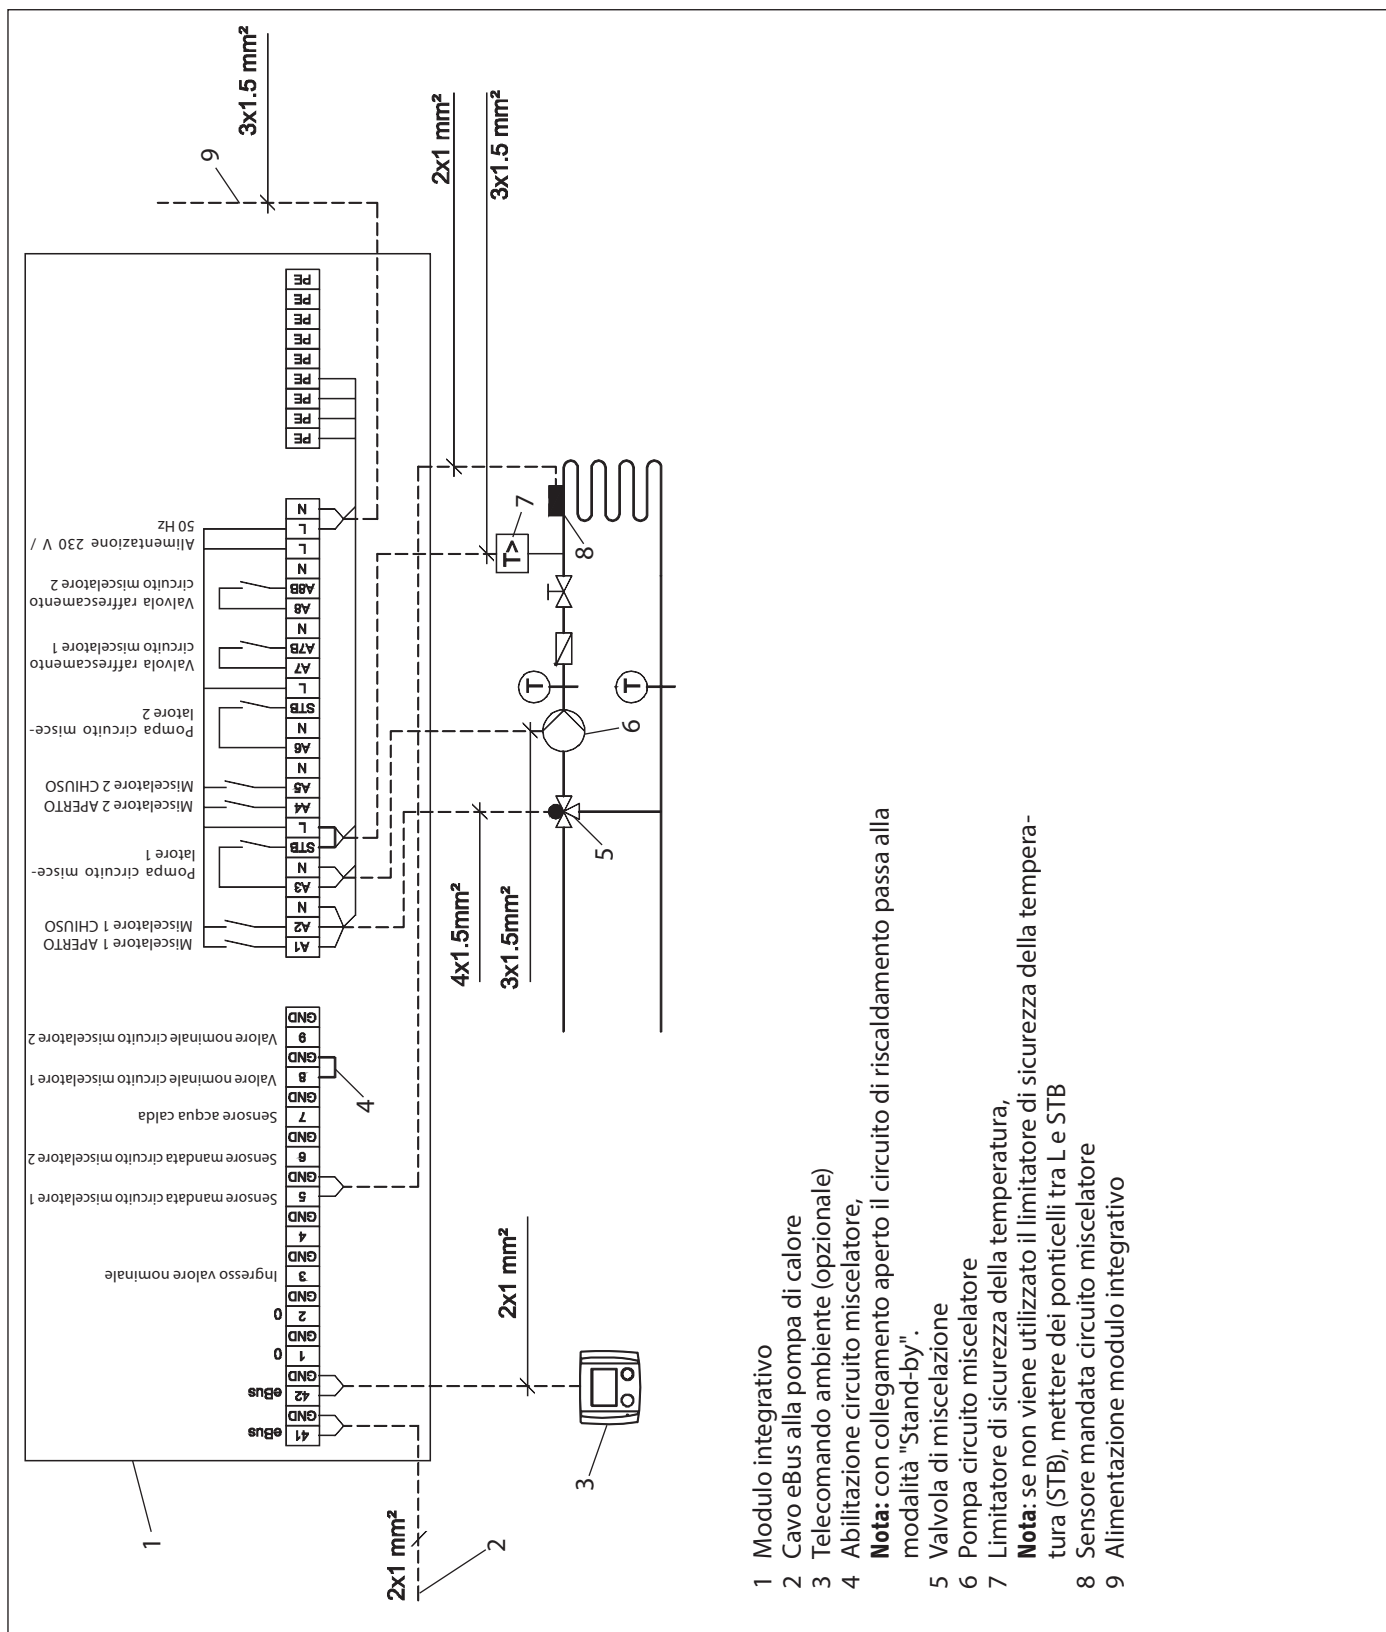 3x1.5 mm²
9
2x1 mm²
3x1.5 mm²
PE
PE
PE
PE
PE
PE
PE
PE
PE
Alimentazione 230 V /
50 Hz
N
L
L
N
Valvola raffrescamento
circuito miscelatore 2
A8B
A8
N
Valvola raffrescamento
circuito miscelatore 1
A7B
A7
L
Pompa circuito misce-
latore 2
STB
N
A6
N
Miscelatore 2 CHIUSO
A5
Miscelatore 2 APERTO
A4
L
Pompa circuito misce-
latore 1
STB
N
A3
N
Miscelatore 1 CHIUSO
A2
Miscelatore 1 APERTO
A1
GND
Valore nominale circuito miscelatore 2
9
GND
Valore nominale circuito miscelatore 1
8
GND
Sensore acqua calda
7
GND
Sensore mandata circuito miscelatore 2
6
GND
Sensore mandata circuito miscelatore 1
5
GND
4
GND
Ingresso valore nominale
3
GND
0
2
GND
0
1
GND
eBus
42
GND
eBus
41
4
T>
7
8
T
T
6
5
4x1.5mm²
3x1.5mm²
2x1 mm²
3
1
2x1 mm²
2
1 Modulo integrativo
2 Cavo eBus alla pompa di calore
3 Telecomando ambiente (opzionale)
4 Abilitazione circuito miscelatore,
Nota: con collegamento aperto il circuito di riscaldamento passa alla
modalità "Stand-by".
5 Valvola di miscelazione
6 Pompa circuito miscelatore
7 Limitatore di sicurezza della temperatura,
Nota: se non viene utilizzato il limitatore di sicurezza della tempera-
tura (STB), mettere dei ponticelli tra L e STB
8 Sensore mandata circuito miscelatore
9 Alimentazione modulo integrativo